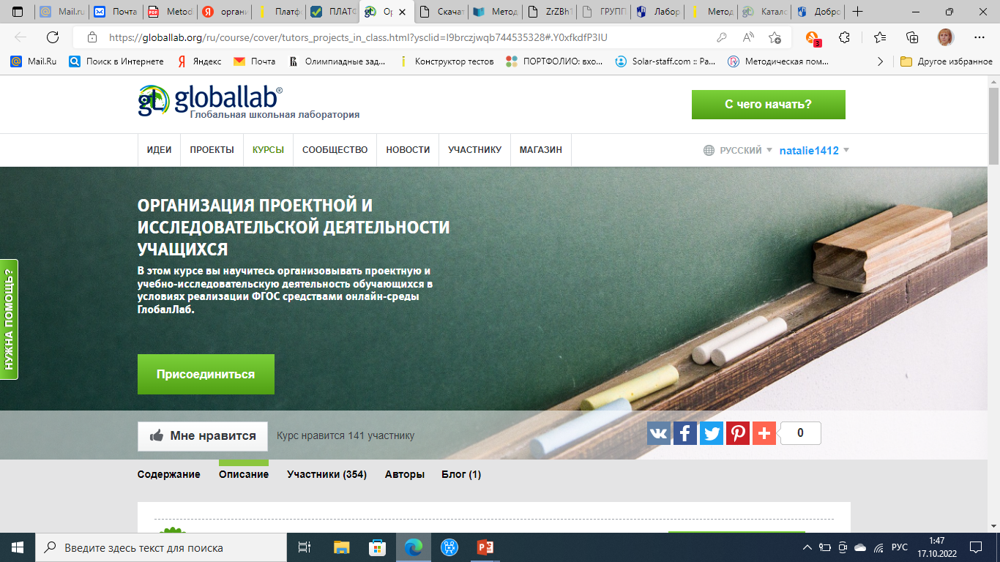 Mail.ru
Почта
Metod
органи
Платфо
ПЛАТФ
Ор
Скачат
Метод
ZrZBh1
ГРУПП
Лабор
Метод
Катало
Добро
https://globallab.org/ru/course/cover/tutors_projects_in_class.html?ysclid=l9brczjwqb744535328#.Y0xfkdfP3IU
3
Mail.Ru
Поиск в Интернете
Яндекс
Почта
Олимпиадные зад...
Конструктор тестов
ПОРТФОЛИО: вхо...
Solar-staff.com :: Ра...
Методическая пом...
Другое избранное
globallab®
Глобальная школьная лаборатория
С чего начать?
ИДЕИ
ПРОЕКТЫ
КУРСЫ
СООБЩЕСТВО
НОВОСТИ
УЧАСТНИКУ
МАГАЗИН
РУССКИЙ
natalie1412
ОРГАНИЗАЦИЯ ПРОЕКТНОЙ И
ИССЛЕДОВАТЕЛЬСКОЙ ДЕЯТЕЛЬНОСТИ
УЧАЩИХСЯ
В этом курсе вы научитесь организовывать проектную и
учебно-исследовательскую деятельность обучающихся в
условиях реализации ФГОС средствами онлайн-среды
ГлобалЛаб.
НУЖНА ПОМОЩЬ?
Присоединиться
Мне нравится
Курс нравится 141 участнику
0
Содержание
Описание
Участники (354)
Авторы
Блог (1)
Введите здесь текст для поиска
РУС
1:47
17.10.2022